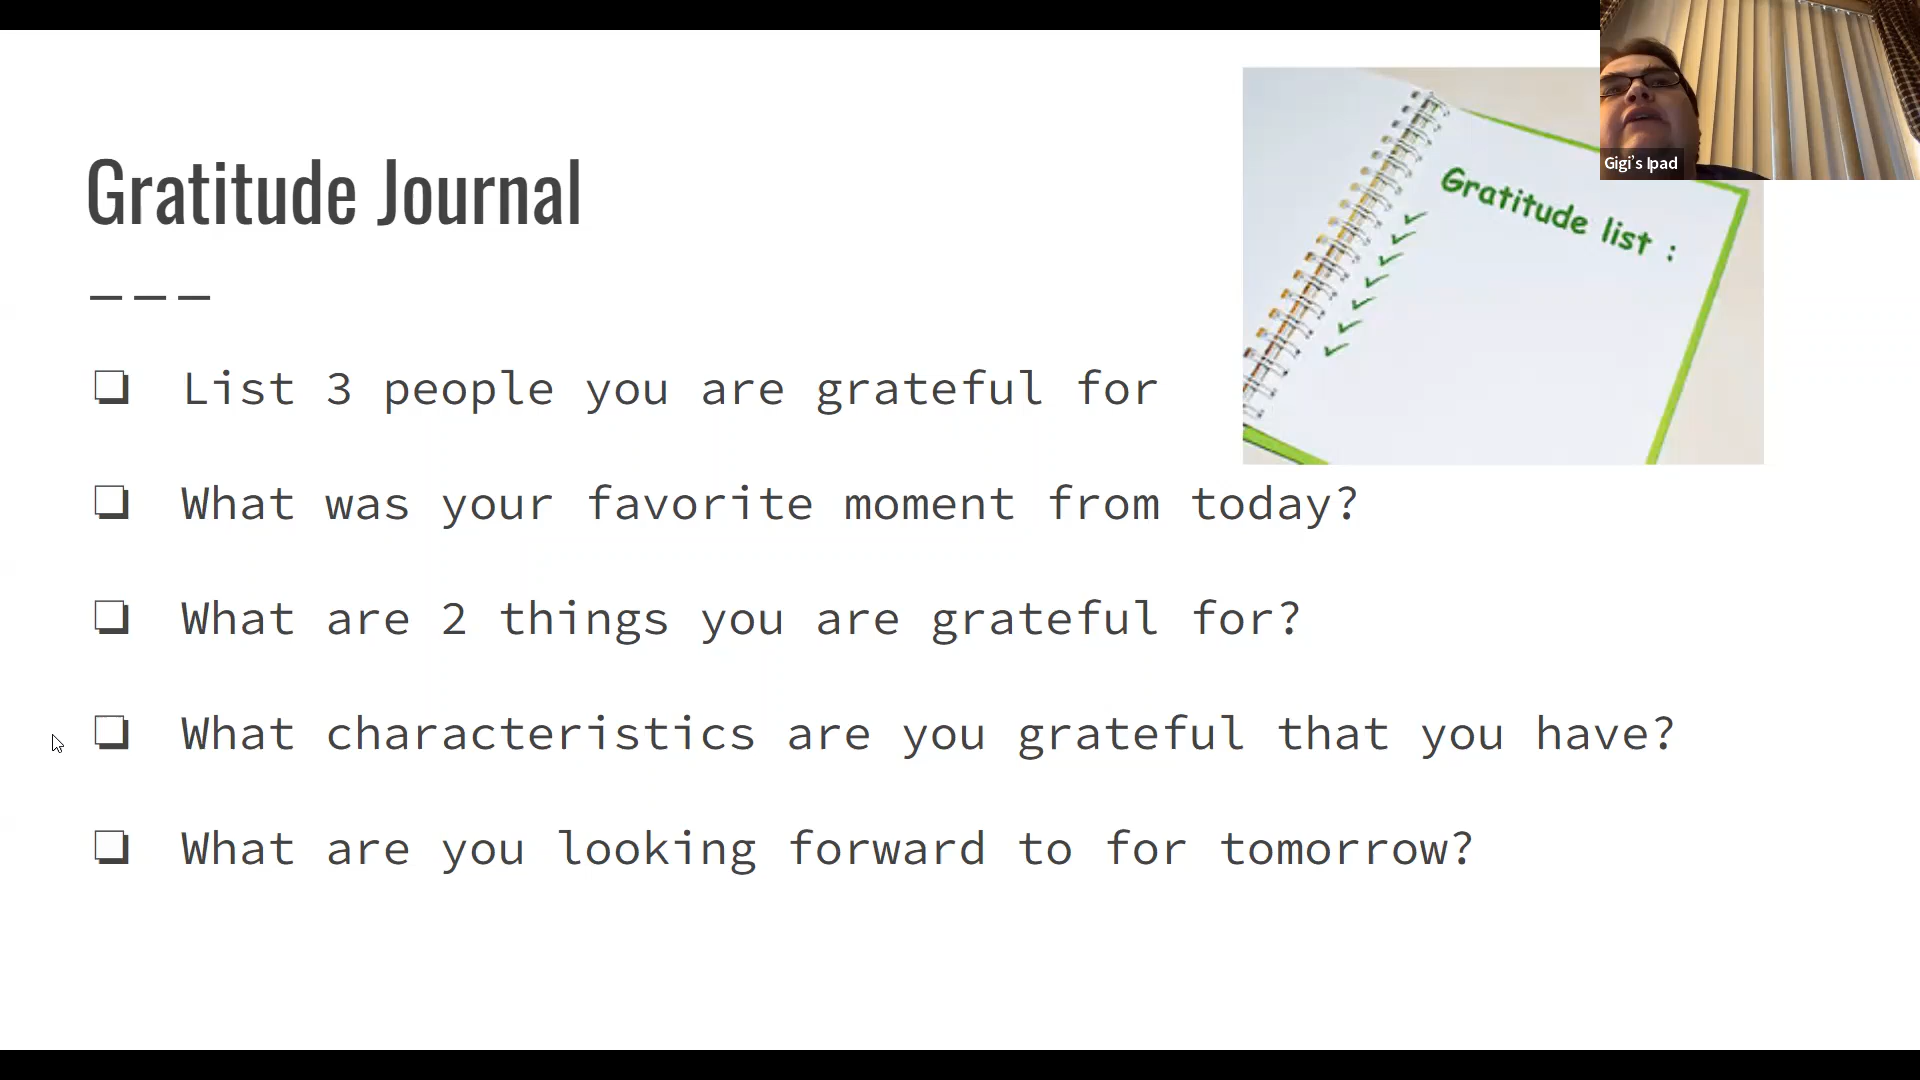 Gigi's Ipad
Gratitude Journal
Gratitude list :
❏ List 3 people you are grateful for
❏ What was your favorite moment from today?
❏ What are 2 things you are grateful for?
❏ What characteristics are you grateful that you have?
❏ What are you looking forward to for tomorrow?